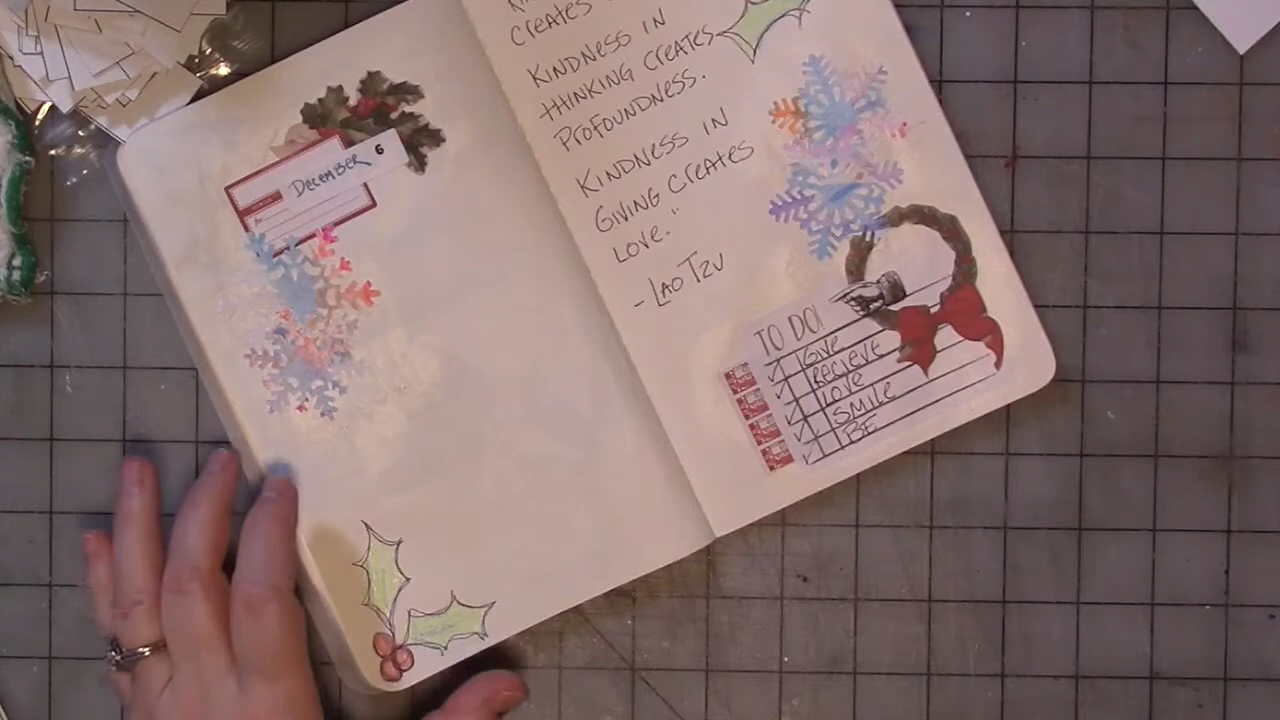 December 6
CREATES
KINDNESS IN
THINKING CREATES
PROFOUNDNESS.
KINDNESS IN
GIVING CREATES
LOVE."
- LAO TZU
TO DO!
GIVE
RECIEVE
LOVE
SMILE
BE